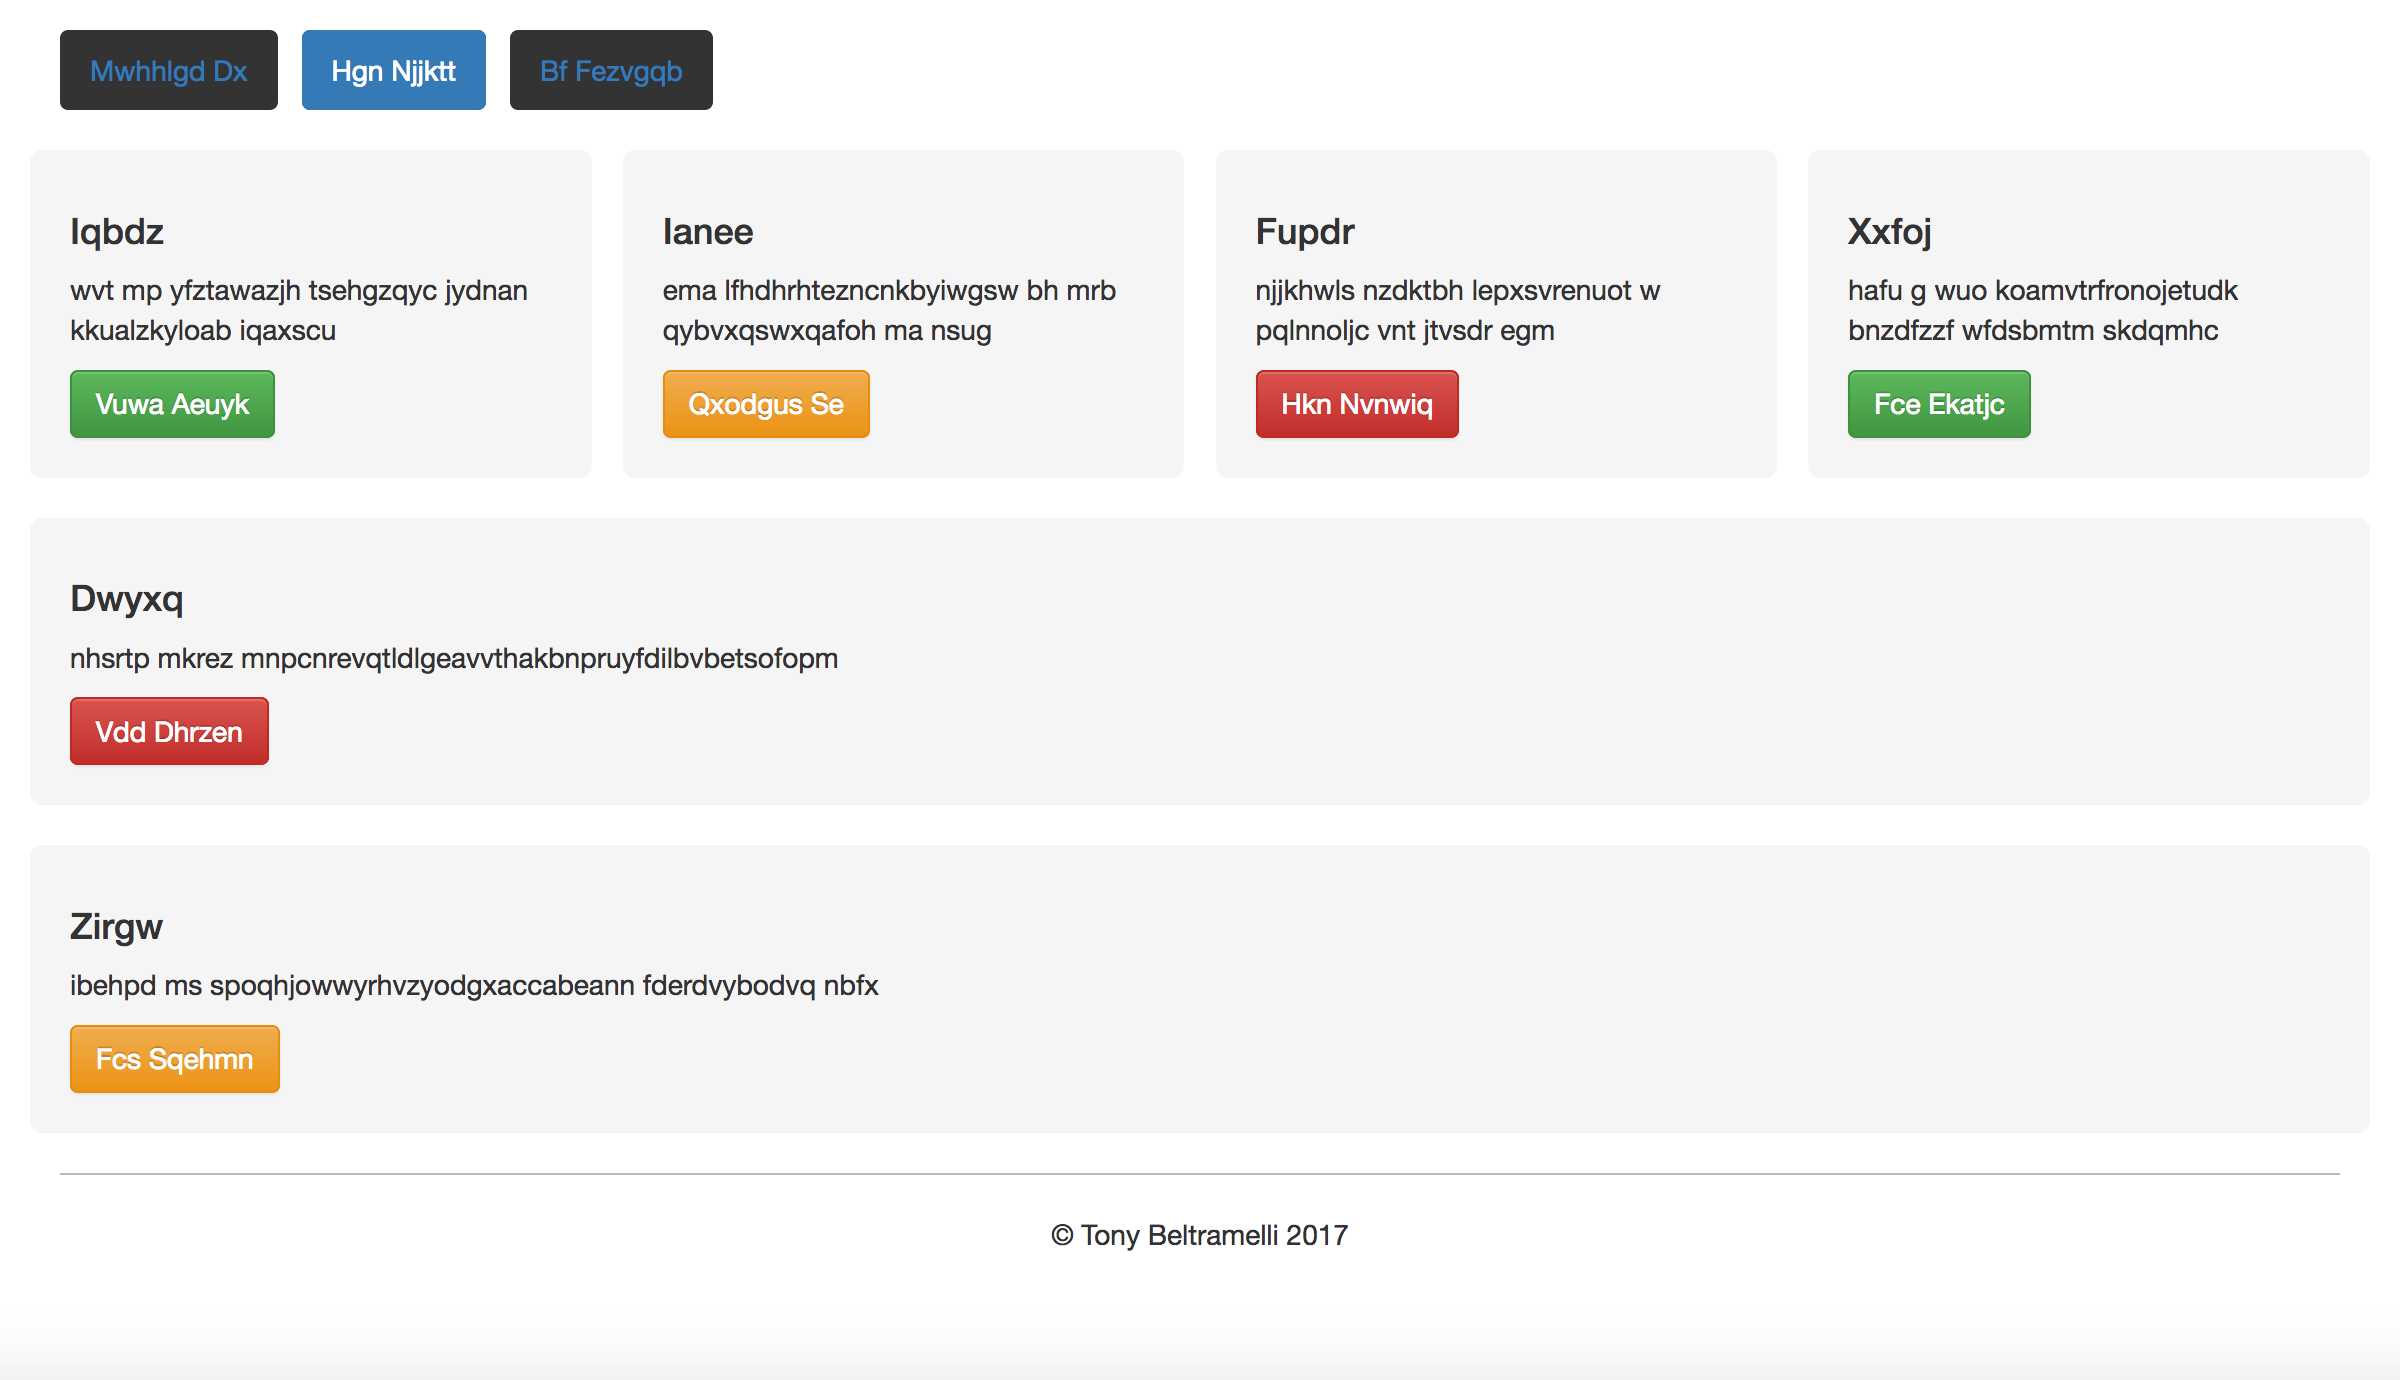 Mwhhlgd Dx
Hgn Njjktt
Bf Fezvgqb
Iqbdz
wvt mp yfztawazjh tsehgzqyc jydnan
kkualzkyloab iqaxscu
Vuwa Aeuyk
Ianee
ema lfhdhrhtezncnkbyiwgsw bh mrb
qybvxqswxqafoh ma nsug
Qxodgus Se
Fupdr
njjkhwls nzdktbh lepxsvrenuot w
pqlnnoljc vnt jtvsdr egm
Hkn Nvnwiq
Xxfoj
hafu g wuo koamvtrfronojetudk
bnzdfzzf wfdsbmtm skdqmhc
Fce Ekatjc
Dwyxq
nhsrtp mkrez mnpcnrevqtldlgeavvthakbnpruyfdilbvbetsofopm
Vdd Dhrzen
Zirgw
ibehpd ms spoqhjowwyrhvzyodgxaccabeann fderdvybodvq nbfx
Fcs Sqehmn
© Tony Beltramelli 2017